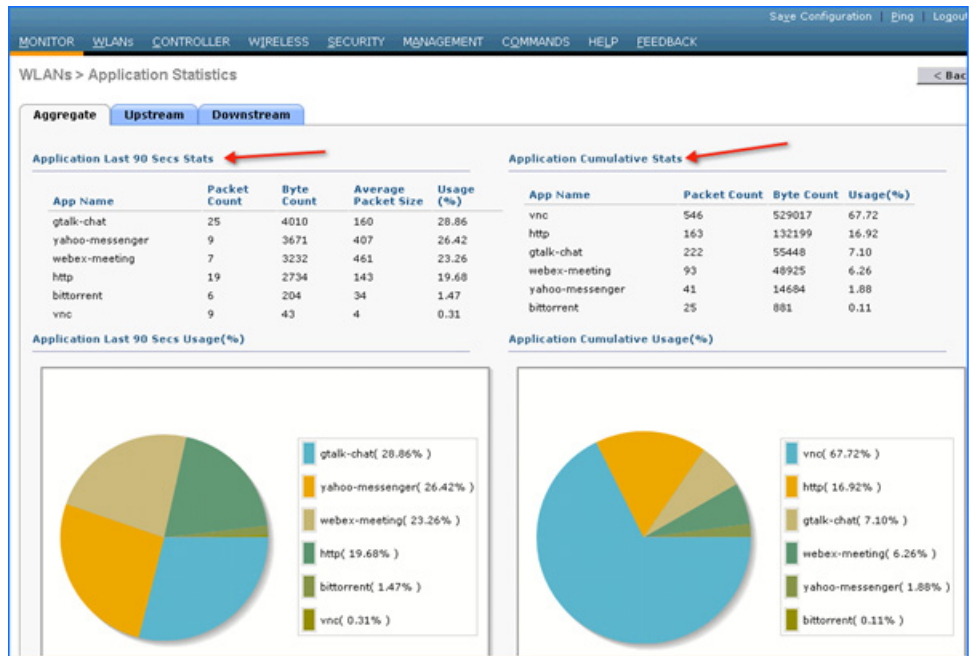 Save Configuration | Ping | Logout
MONITOR WLANs CONTROLLER WIRELESS SECURITY MANAGEMENT COMMANDS HELP FEEDBACK
WLANs > Application Statistics
< Bac
Aggregate Upstream Downstream
Application Last 90 Secs Stats
App Name Packet Count Byte Count Average Packet Size Usage (%)
gtalk-chat 25 4010 160 28.86
yahoo-messenger 9 3671 407 26.42
webex-meeting 7 3232 461 23.26
http 19 2734 143 19.68
bittorrent 6 204 34 1.47
vnc 9 43 4 0.31
Application Cumulative Stats
App Name Packet Count Byte Count Usage(%)
vnc 546 529017 67.72
http 163 132199 16.92
gtalk-chat 222 55448 7.10
webex-meeting 93 48925 6.26
yahoo-messenger 41 14684 1.88
bittorrent 25 881 0.11
Application Last 90 Secs Usage(%)
gtalk-chat( 28.86% )
yahoo-messenger( 26.42% )
webex-meeting( 23.26% )
http( 19.68% )
bittorrent( 1.47% )
vnc( 0.31% )
Application Cumulative Usage(%)
vnc( 67.72% )
http( 16.92% )
gtalk-chat( 7.10% )
webex-meeting( 6.26% )
yahoo-messenger( 1.88% )
bittorrent( 0.11% )